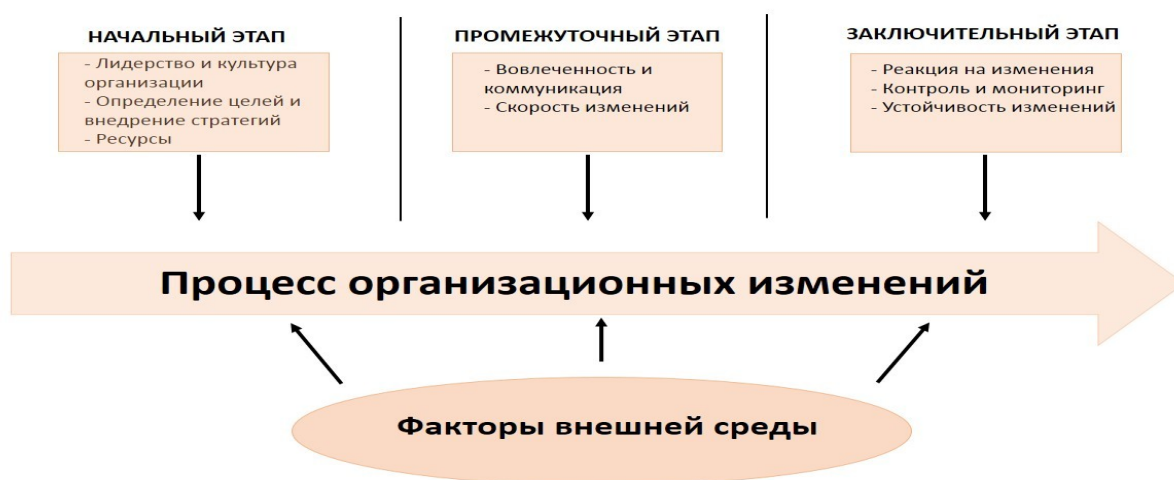 НАЧАЛЬНЫЙ ЭТАП
- Лидерство и культура
организации
- Определение целей и
внедрение стратегий
- Ресурсы
ПРОМЕЖУТОЧНЫЙ ЭТАП
- Вовлеченность и
коммуникация
- Скорость изменений
ЗАКЛЮЧИТЕЛЬНЫЙ ЭТАП
- Реакция на изменения
- Контроль и мониторинг
- Устойчивость изменений
Процесс организационных изменений
Факторы внешней среды